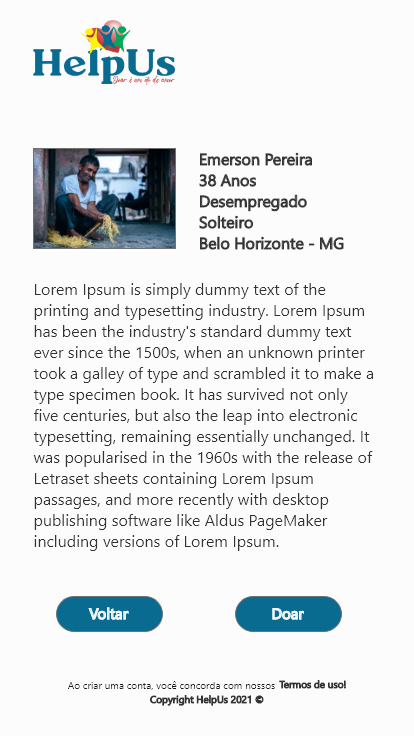 HelpUs
Doar é um ato de amor
Emerson Pereira
38 Anos
Desempregado
Solteiro
Belo Horizonte - MG
Lorem Ipsum is simply dummy text of the
printing and typesetting industry. Lorem Ipsum
has been the industry's standard dummy text
ever since the 1500s, when an unknown printer
took a galley of type and scrambled it to make a
type specimen book. It has survived not only
five centuries, but also the leap into electronic
typesetting, remaining essentially unchanged. It
was popularised in the 1960s with the release of
Letraset sheets containing Lorem Ipsum
passages, and more recently with desktop
publishing software like Aldus PageMaker
including versions of Lorem Ipsum.
Voltar Doar
Ao criar uma conta, você concorda com nossos Termos de uso!
Copyright HelpUs 2021 ©